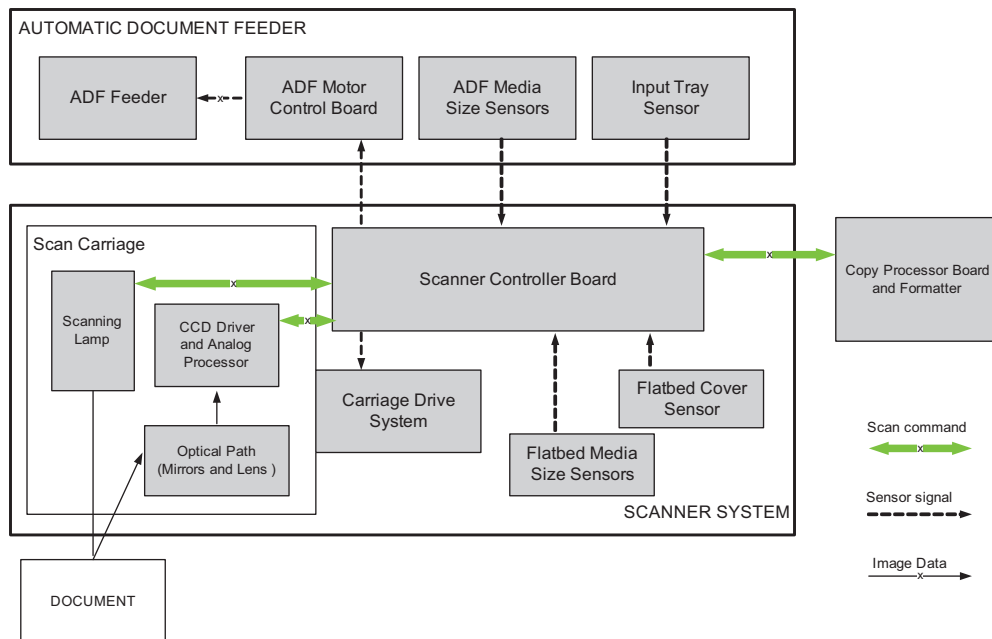 AUTOMATIC DOCUMENT FEEDER
ADF Feeder
ADF Motor
Control Board
ADF Media
Size Sensors
Input Tray
Sensor
x
Scan Carriage
Scanner Controller Board
Copy Processor Board
and Formatter
x
x
x
Scanning
Lamp
CCD Driver
and Analog
Processor
Carriage Drive
System
Flatbed Cover
Sensor
Optical Path
(Mirrors and Lens )
Flatbed Media
Size Sensors
SCANNER SYSTEM
DOCUMENT
Scan command
x
Sensor signal
Image Data
x